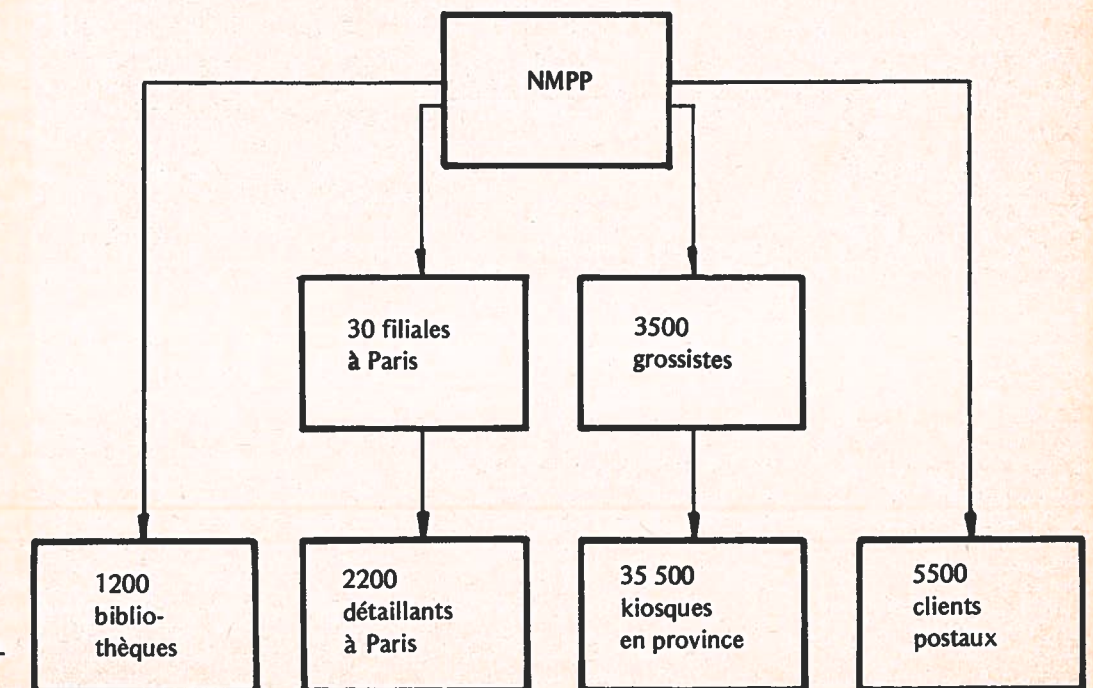 NMPP
30 filiales
à Paris
3500
grossistes
1200
biblio-
thèques
2200
détaillants
à Paris
35 500
kiosques
en province
5500
clients
postaux